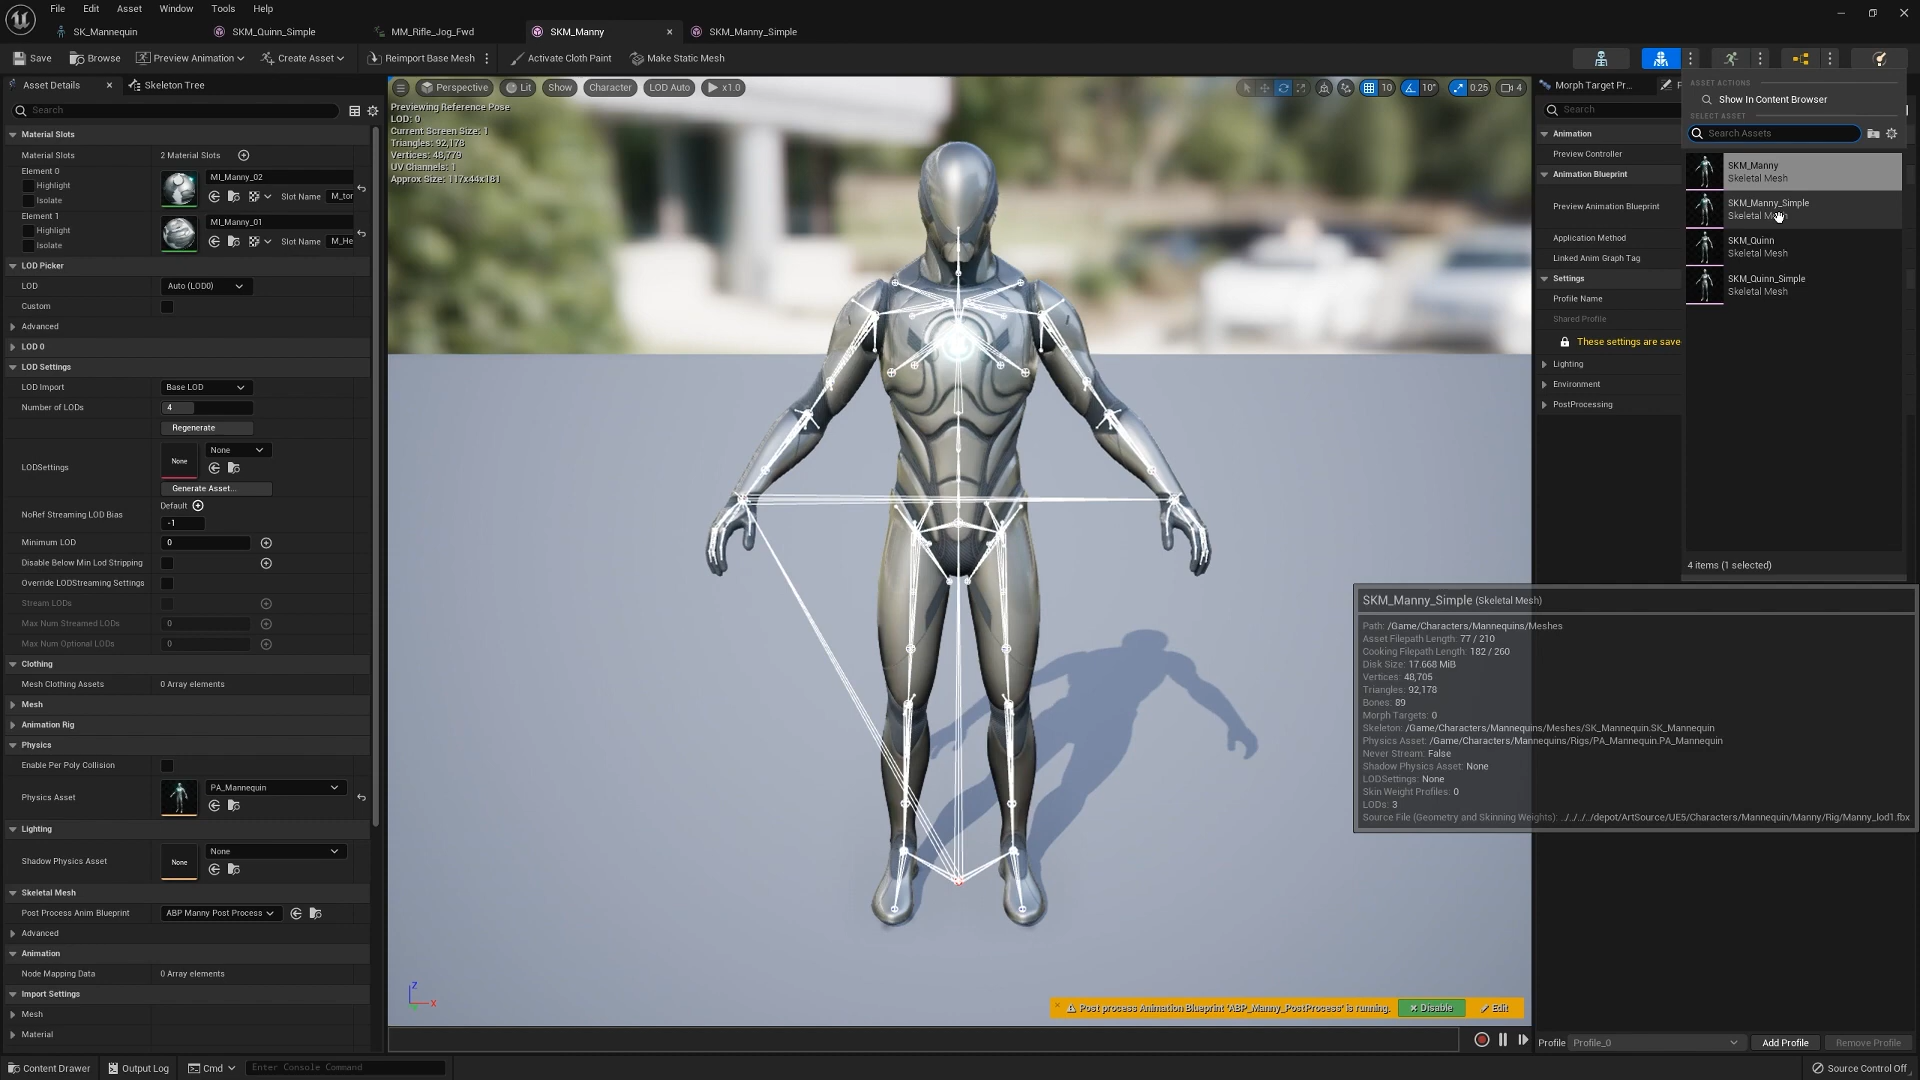 File Edit Asset Window Tools Help
SK_Mannequin SKM_Quinn_Simple MM_Rifle_Jog_Fwd SKM_Manny SKM_Manny_Simple
Save Browse Preview Animation Create Asset Reimport Base Mesh Activate Cloth Paint Make Static Mesh
Asset Details Skeleton Tree
Search
Material Slots
Material Slots 2 Material Slots
Element 0
Highlight
Isolate
MI_Manny_02
Slot Name M_tor
Element 1
Highlight
Isolate
MI_Manny_01
Slot Name M_He
LOD Picker
LOD Auto (LOD0)
Custom
Advanced
LOD 0
LOD Settings
LOD Import Base LOD
Number of LODs 4
Regenerate
LODSettings None None
Generate Asset...
NoRef Streaming LOD Bias Default
-1
Minimum LOD 0
Disable Below Min Lod Stripping
Override LODStreaming Settings
Stream LODs
Max Num Streamed LODs 0
Max Num Optional LODs 0
Clothing
Mesh Clothing Assets 0 Array elements
Mesh
Animation Rig
Physics
Enable Per Poly Collision
Physics Asset PA_Mannequin
Lighting
Shadow Physics Asset None None
Skeletal Mesh
Post Process Anim Blueprint ABP Manny Post Process
Advanced
Animation
Node Mapping Data 0 Array elements
Import Settings
Mesh
Material
Perspective Lit Show Character LOD Auto x1.0
10 10° 0.25 4
Previewing Reference Pose
LOD: 0
Current Screen Size: 1
Triangles: 92,178
Vertices: 48,779
UV Channels: 1
Approx Size: 117x44x181
Z
X
Post process Animation Blueprint 'ABP_Manny_PostProcess' is running. Disable Edit
Morph Target Pr...
Search
Animation
Preview Controller
Animation Blueprint
Preview Animation Blueprint
Application Method
Linked Anim Graph Tag
Settings
Profile Name
Shared Profile
These settings are save
Lighting
Environment
PostProcessing
ASSET ACTIONS
Show In Content Browser
SELECT ASSET
Search Assets
SKM_Manny
Skeletal Mesh
SKM_Manny_Simple
Skeletal Mesh
SKM_Quinn
Skeletal Mesh
SKM_Quinn_Simple
Skeletal Mesh
4 items (1 selected)
SKM_Manny_Simple (Skeletal Mesh)
Path: /Game/Characters/Mannequins/Meshes
Asset Filepath Length: 77 / 210
Cooking Filepath Length: 182 / 260
Disk Size: 17.668 MiB
Vertices: 48,705
Triangles: 92,178
Bones: 89
Morph Targets: 0
Skeleton: /Game/Characters/Mannequins/Meshes/SK_Mannequin.SK_Mannequin
Physics Asset: /Game/Characters/Mannequins/Rigs/PA_Mannequin.PA_Mannequin
Never Stream: False
Shadow Physics Asset: None
LODSettings: None
Skin Weight Profiles: 0
LODs: 3
Source File (Geometry and Skinning Weights): ../../../../depot/ArtSource/UE5/Characters/Mannequin/Manny/Rig/Manny_lod1.fbx
Profile Profile_0 Add Profile Remove Profile
Content Drawer Output Log Cmd Enter Console Command Source Control Off